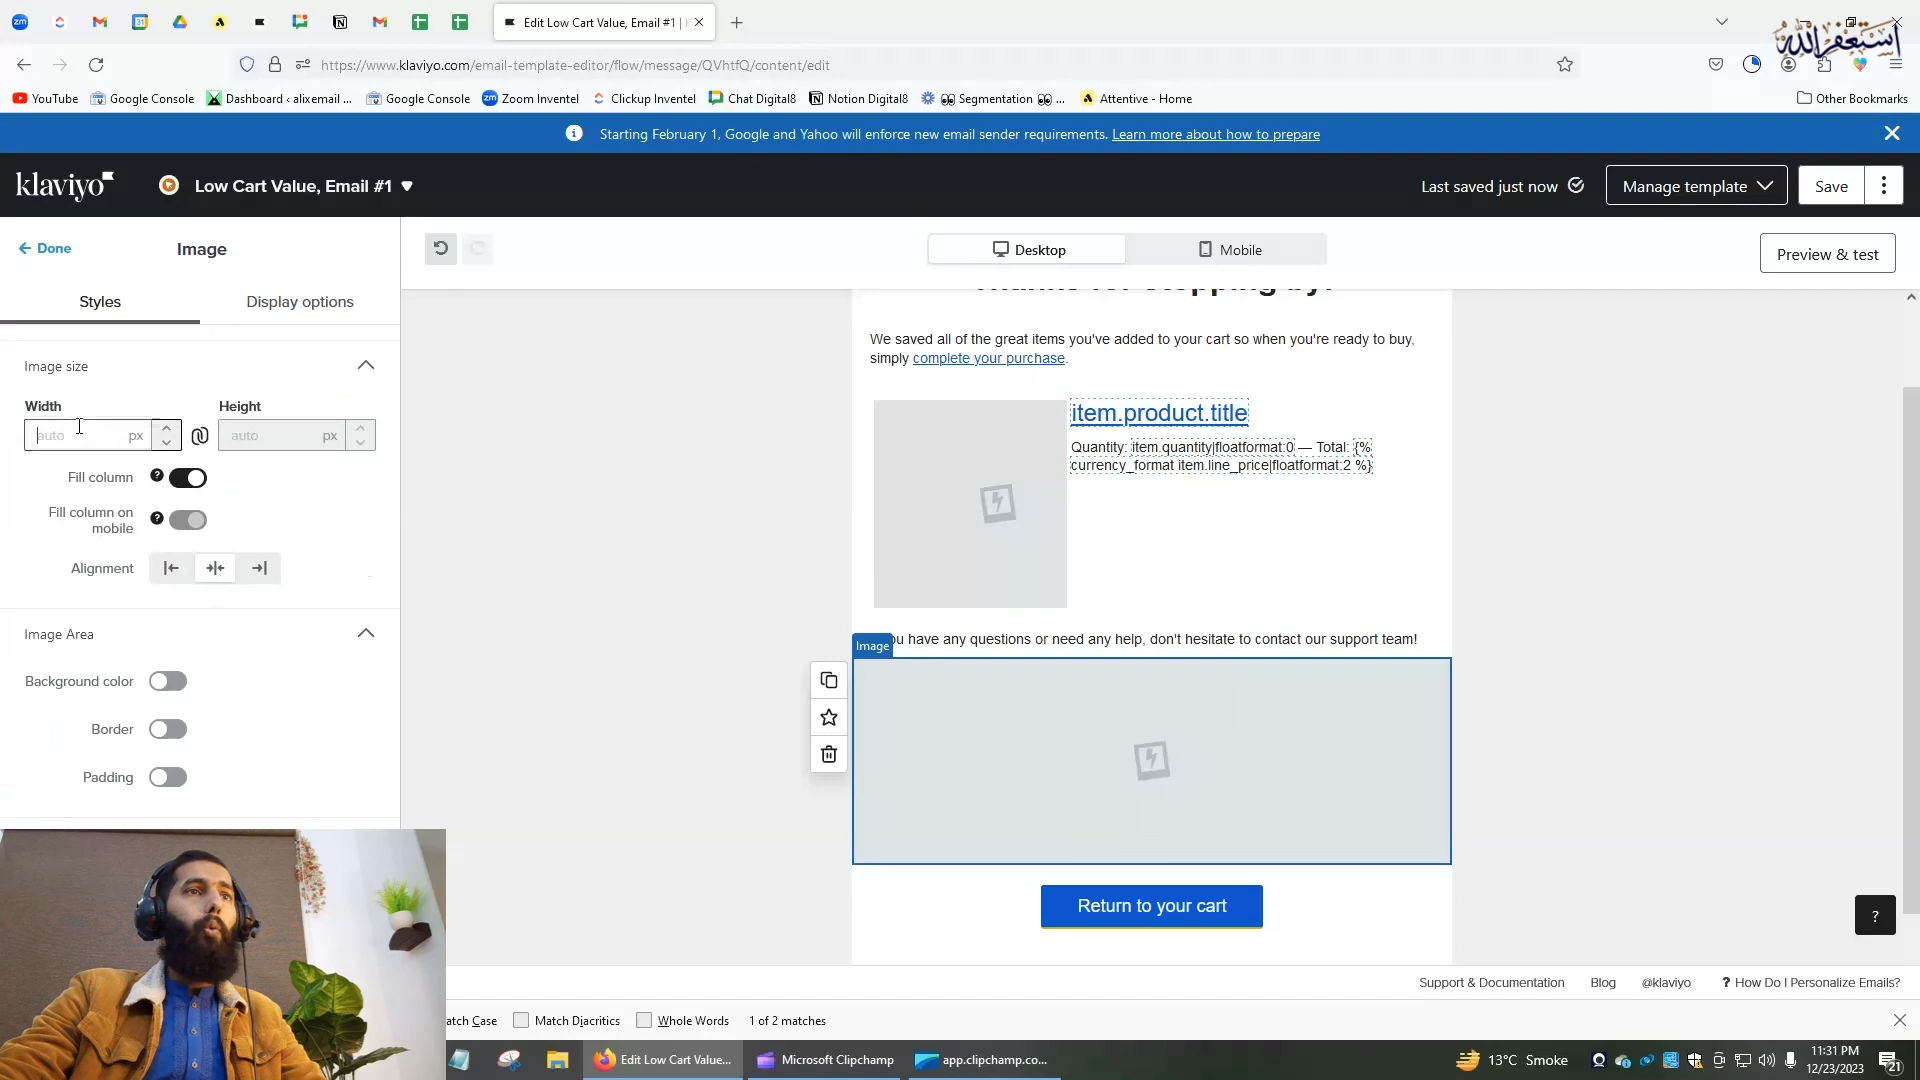 Edit Low Cart Value, Email #1 |
https://www.klaviyo.com/email-template-editor/flow/message/QVhtfQ/content/edit
YouTube
Google Console
Dashboard ‹ alixemail ...
Google Console
Zoom Inventel
Clickup Inventel
Chat Digital8
Notion Digital8
Segmentation
...
Attentive - Home
Other Bookmarks
أستغفر الله
Starting February 1, Google and Yahoo will enforce new email sender requirements. Learn more about how to prepare
klaviyo
Low Cart Value, Email #1
Last saved just now
Manage template
Save
Done
Image
Desktop
Mobile
Preview & test
Styles
Display options
Image size
Width
Height
auto px
auto px
Fill column
Fill column on
mobile
Alignment
Image Area
Background color
Border
Padding
We saved all of the great items you've added to your cart so when you're ready to buy,
simply complete your purchase.
item.product.title
Quantity: item.quantity|floatformat:0 — Total: {%
currency_format item.line_price|floatformat:2 %}
Image
ou have any questions or need any help, don't hesitate to contact our support team!
Return to your cart
?
Support & Documentation
Blog
@klaviyo
? How Do I Personalize Emails?
atch Case
Match Diacritics
Whole Words
1 of 2 matches
Edit Low Cart Value...
Microsoft Clipchamp
app.clipchamp.co...
13°C Smoke
11:31 PM
12/23/2023
21